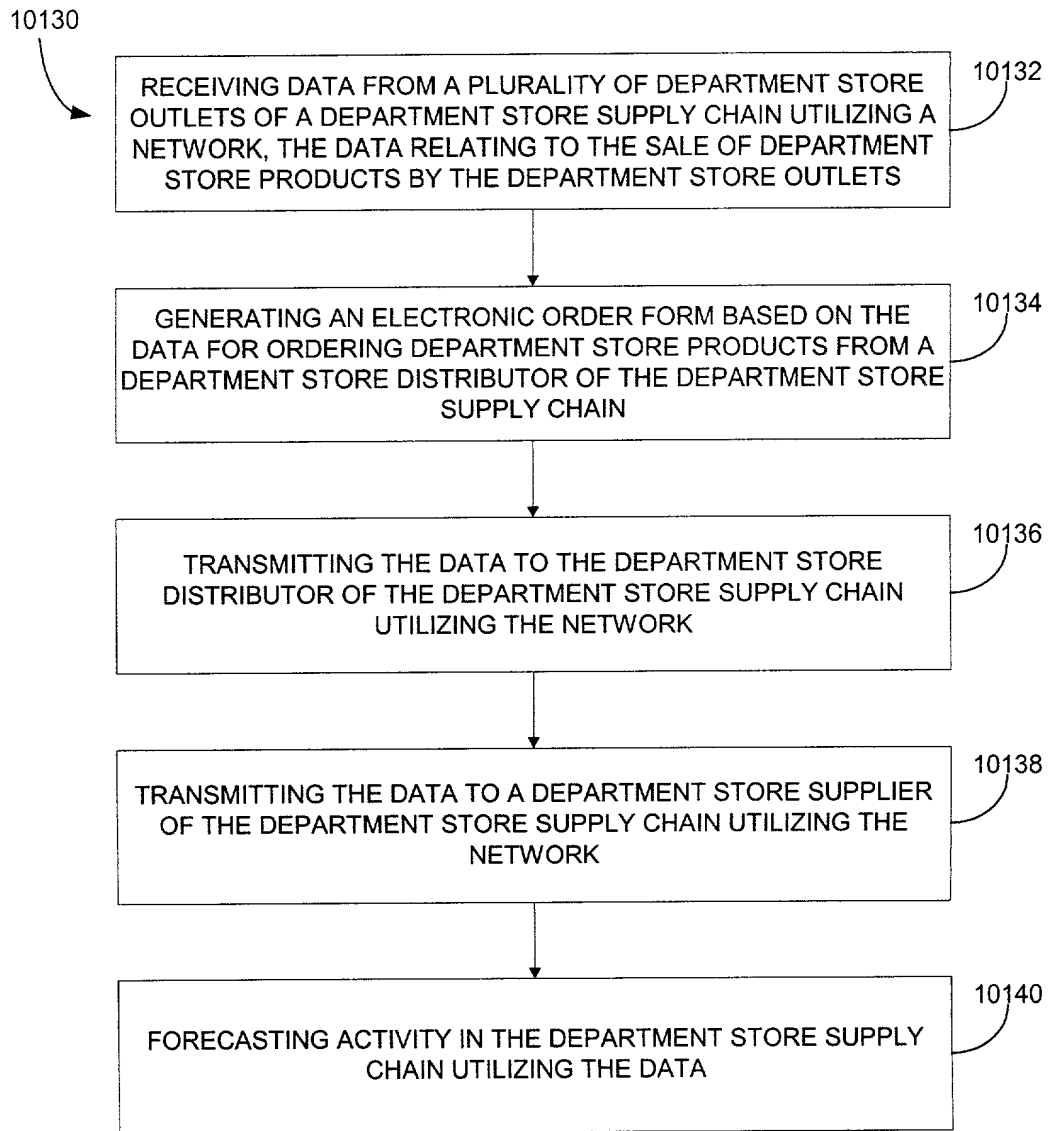 10130
RECEIVING DATA FROM A PLURALITY OF DEPARTMENT STORE
OUTLETS OF A DEPARTMENT STORE SUPPLY CHAIN UTILIZING A
NETWORK, THE DATA RELATING TO THE SALE OF DEPARTMENT
STORE PRODUCTS BY THE DEPARTMENT STORE OUTLETS
10132
GENERATING AN ELECTRONIC ORDER FORM BASED ON THE
DATA FOR ORDERING DEPARTMENT STORE PRODUCTS FROM A
DEPARTMENT STORE DISTRIBUTOR OF THE DEPARTMENT STORE
SUPPLY CHAIN
10134
TRANSMITTING THE DATA TO THE DEPARTMENT STORE
DISTRIBUTOR OF THE DEPARTMENT STORE SUPPLY CHAIN
UTILIZING THE NETWORK
10136
TRANSMITTING THE DATA TO A DEPARTMENT STORE SUPPLIER
OF THE DEPARTMENT STORE SUPPLY CHAIN UTILIZING THE
NETWORK
10138
FORECASTING ACTIVITY IN THE DEPARTMENT STORE SUPPLY
CHAIN UTILIZING THE DATA
10140